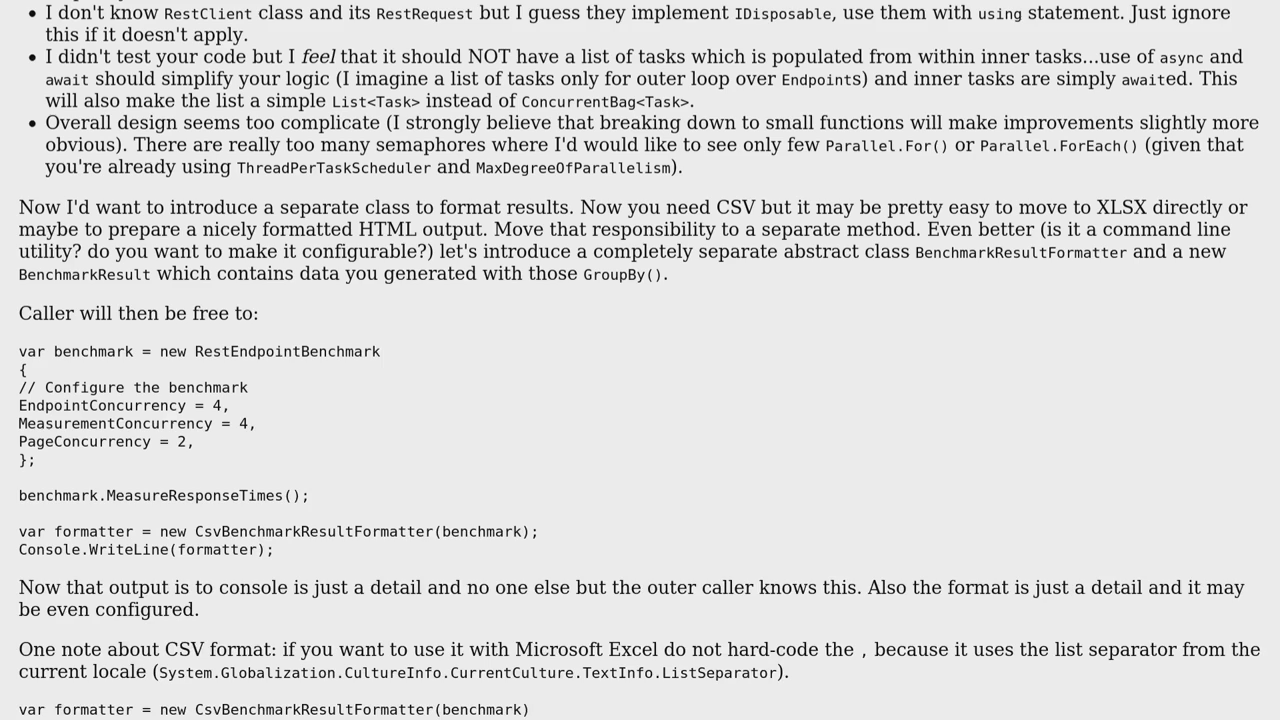 • I don't know RestClient class and its RestRequest but I guess they implement IDisposable, use them with using statement. Just ignore
this if it doesn't apply.
• I didn't test your code but I feel that it should NOT have a list of tasks which is populated from within inner tasks...use of async and
await should simplify your logic (I imagine a list of tasks only for outer loop over Endpoints) and inner tasks are simply awaited. This
will also make the list a simple List<Task> instead of ConcurrentBag<Task>.
• Overall design seems too complicate (I strongly believe that breaking down to small functions will make improvements slightly more
obvious). There are really too many semaphores where I'd would like to see only few Parallel.For() or Parallel.ForEach() (given that
you're already using ThreadPerTaskScheduler and MaxDegreeOfParallelism).
Now I'd want to introduce a separate class to format results. Now you need CSV but it may be pretty easy to move to XLSX directly or
maybe to prepare a nicely formatted HTML output. Move that responsibility to a separate method. Even better (is it a command line
utility? do you want to make it configurable?) let's introduce a completely separate abstract class BenchmarkResultFormatter and a new
BenchmarkResult which contains data you generated with those GroupBy().
Caller will then be free to:
var benchmark = new RestEndpointBenchmark
{
// Configure the benchmark
EndpointConcurrency = 4,
MeasurementConcurrency = 4,
PageConcurrency = 2,
};
benchmark.MeasureResponseTimes();
var formatter = new CsvBenchmarkResultFormatter(benchmark);
Console.WriteLine(formatter);
Now that output is to console is just a detail and no one else but the outer caller knows this. Also the format is just a detail and it may
be even configured.
One note about CSV format: if you want to use it with Microsoft Excel do not hard-code the , because it uses the list separator from the
current locale (System.Globalization.CultureInfo.CurrentCulture.TextInfo.ListSeparator).
var formatter = new CsvBenchmarkResultFormatter(benchmark)